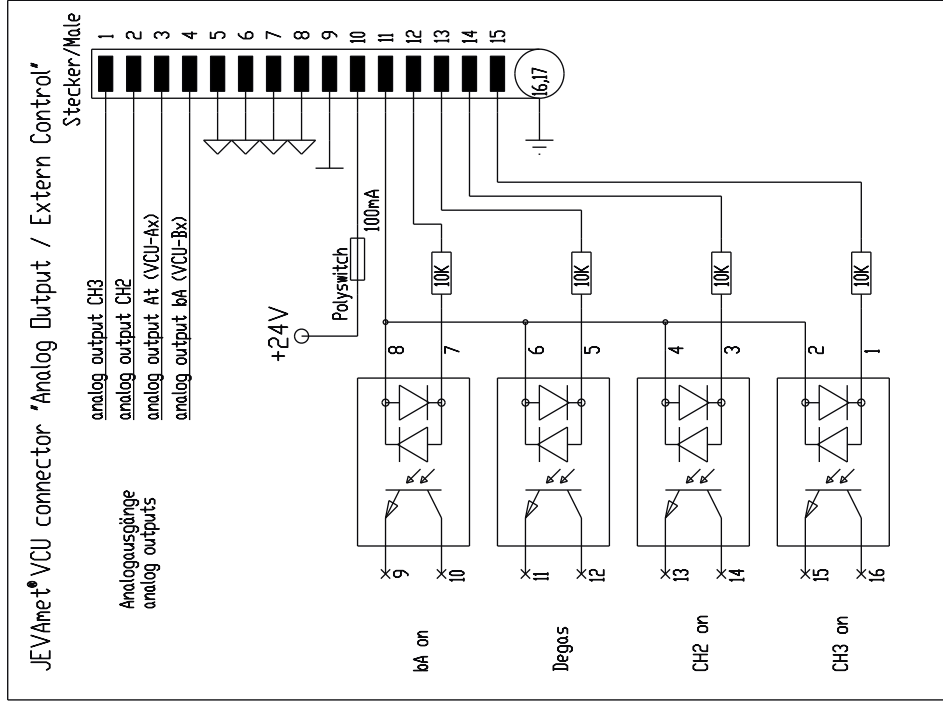 JEVAmet® VCU connector "Analog Output / Extern Control"
Stecker/Male
1
2
3
4
5
6
7
8
9
10
11
12
13
14
15
16,17
analog output CH3
analog output CH2
analog output At (VCU-Ax)
analog output bA (VCU-Bx)
Analogausgänge
analog outputs
+24V
Polyswitch
100mA
10K
10K
10K
10K
8
7
6
5
4
3
2
1
9
10
11
12
13
14
15
16
bA on
Degas
CH2 on
CH3 on